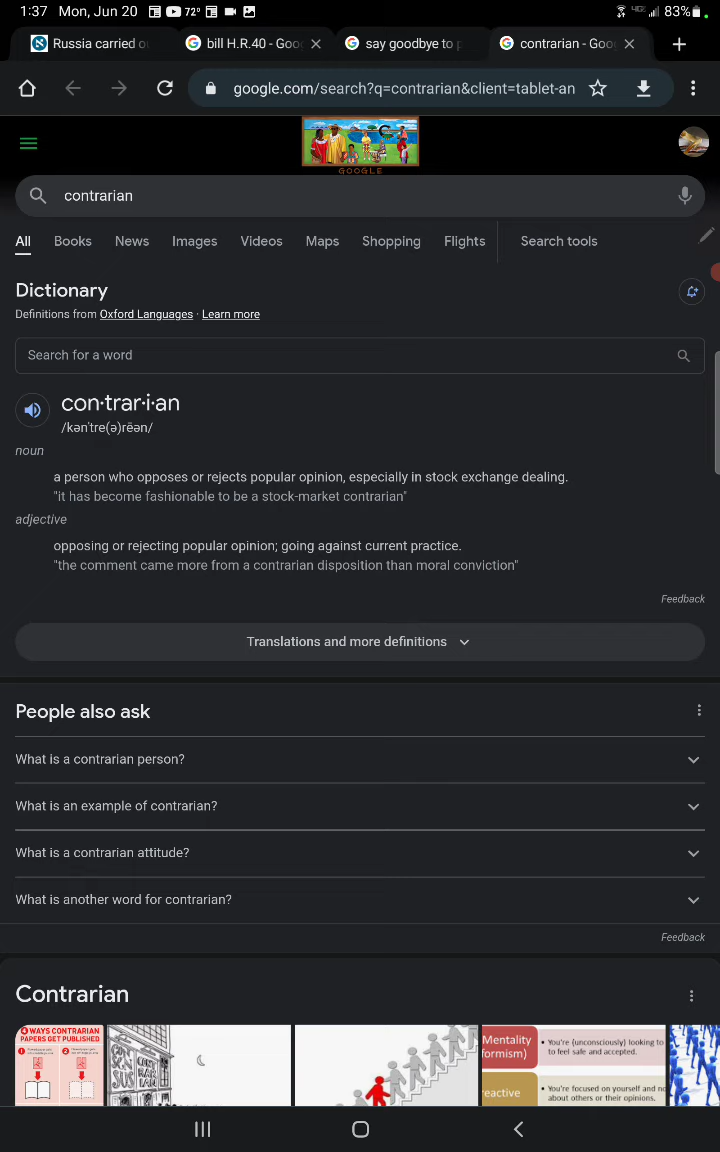 1:37 Mon, Jun 20 72° 83%
Russia carried o
bill H.R.40 - Goo
say goodbye to p
contrarian - Goo
google.com/search?q=contrarian&client=tablet-an
GOOGLE
contrarian
All Books News Images Videos Maps Shopping Flights Search tools
Dictionary
Definitions from Oxford Languages · Learn more
Search for a word
con·trar·i·an
/kənˈtre(ə)rēən/
noun
a person who opposes or rejects popular opinion, especially in stock exchange dealing.
"it has become fashionable to be a stock-market contrarian"
adjective
opposing or rejecting popular opinion; going against current practice.
"the comment came more from a contrarian disposition than moral conviction"
Feedback
Translations and more definitions
People also ask
What is a contrarian person?
What is an example of contrarian?
What is a contrarian attitude?
What is another word for contrarian?
Feedback
Contrarian
4 WAYS CONTRARIAN
PAPERS GET PUBLISHED
1 2
Mentality
formism)
• You're (unconsciously) looking to
to feel safe and accepted.
eactive
• You're focused on yourself and no
about others or their opinions.